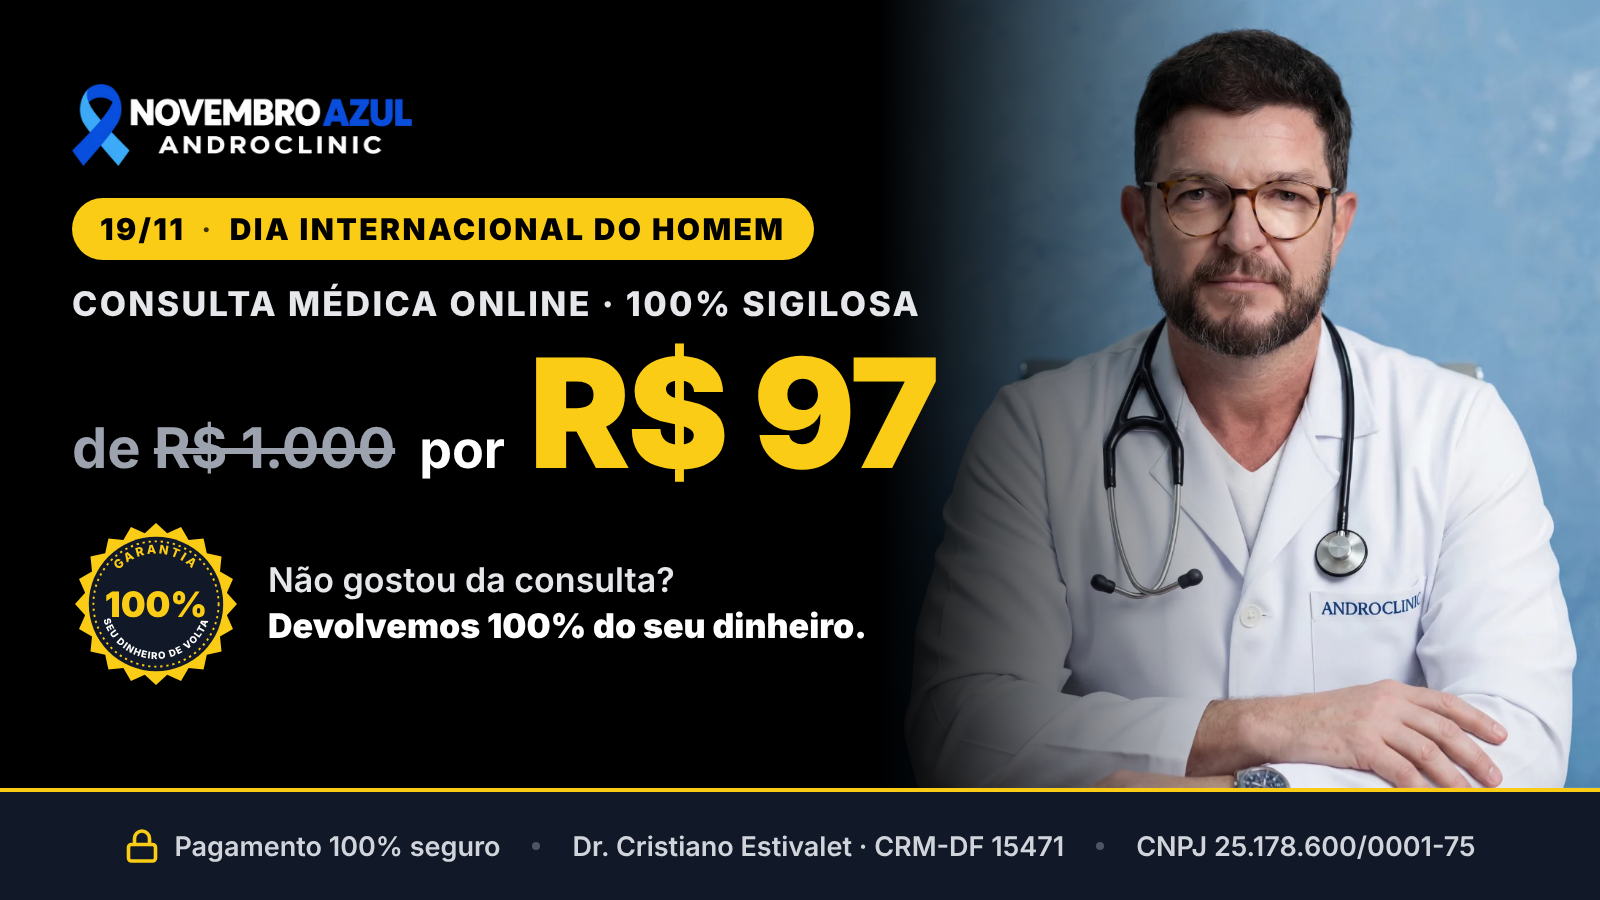 NOVEMBRO AZUL
ANDROCLINIC
19/11 · DIA INTERNACIONAL DO HOMEM
CONSULTA MÉDICA ONLINE · 100% SIGILOSA
de R$ 1.000 por R$ 97
GARANTIA
100%
SEU DINHEIRO DE VOLTA
Não gostou da consulta?
Devolvemos 100% do seu dinheiro.
ANDROCLINIC
Pagamento 100% seguro • Dr. Cristiano Estivalet · CRM-DF 15471 • CNPJ 25.178.600/0001-75